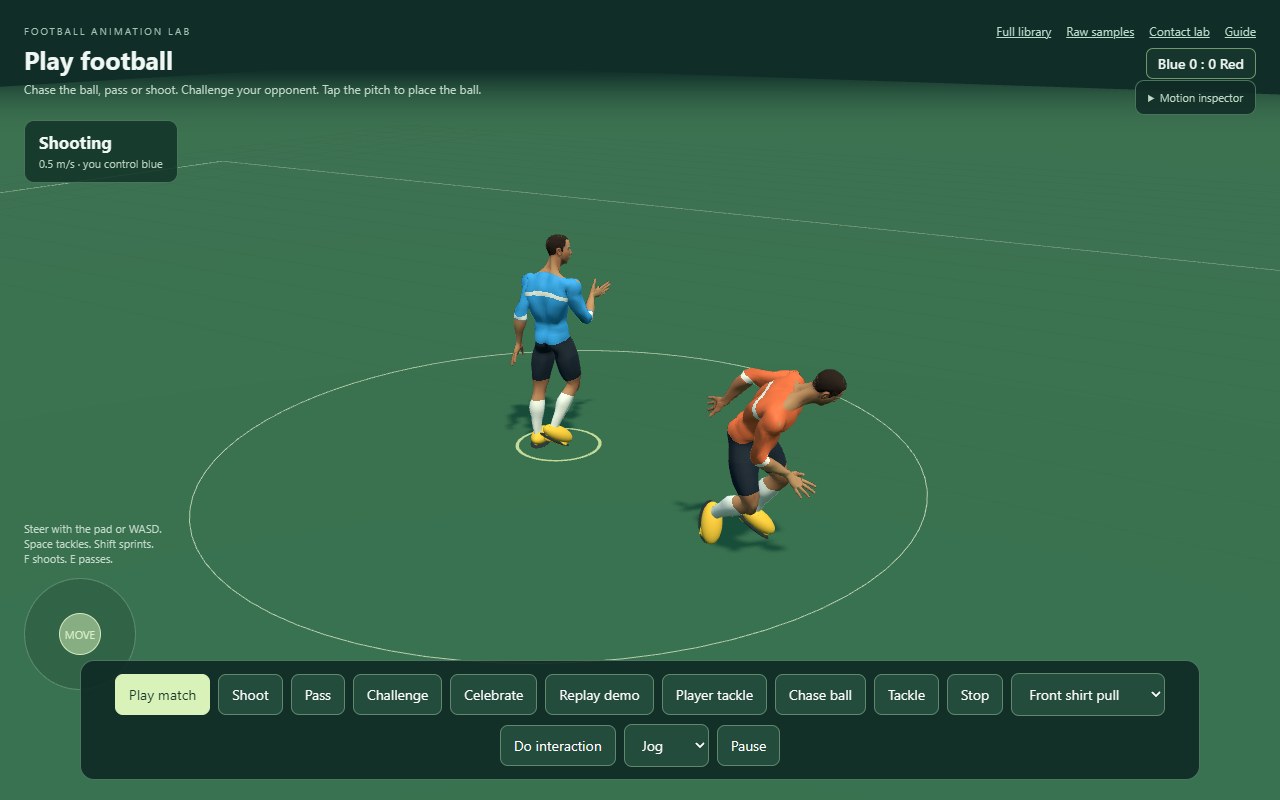 FOOTBALL ANIMATION LAB
Play football
Chase the ball, pass or shoot. Challenge your opponent. Tap the pitch to place the ball.
Full library Raw samples Contact lab Guide
Blue 0 : 0 Red
Motion inspector
Shooting
0.5 m/s · you control blue
Steer with the pad or WASD.
Space tackles. Shift sprints.
F shoots. E passes.
MOVE
Play match Shoot Pass Challenge Celebrate Replay demo Player tackle Chase ball Tackle Stop Front shirt pull
Do interaction Jog Pause